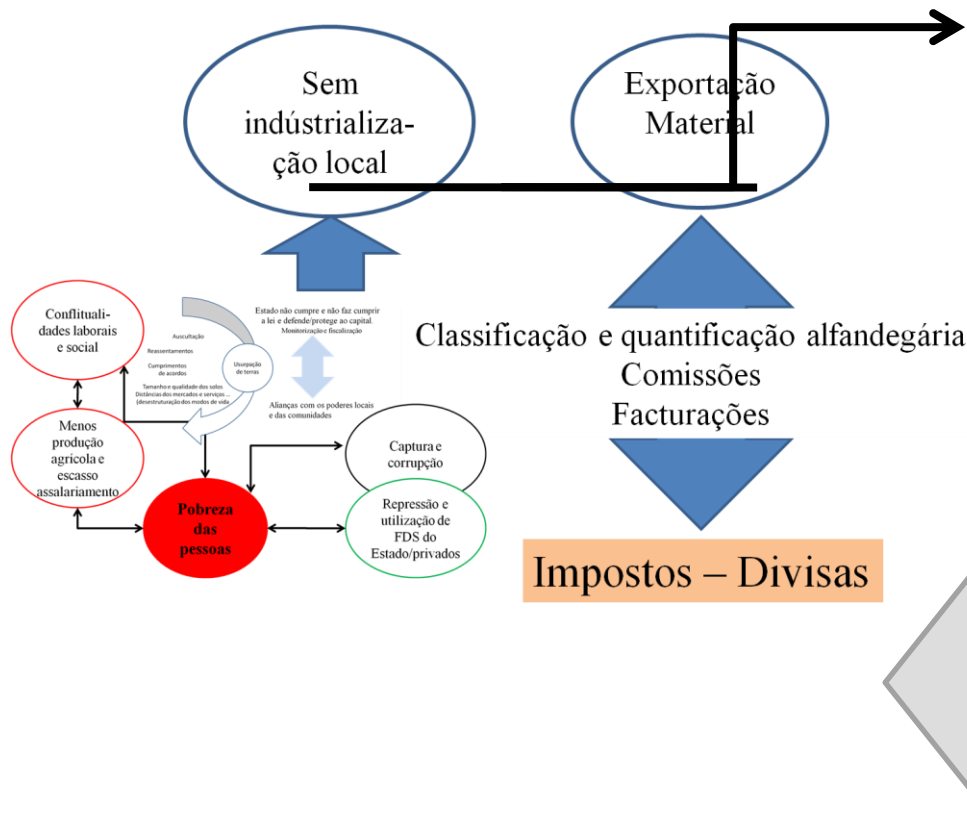 Sem
indústrializa-
ção local
Exportação
Material
Conflituali-
dades laborais
e social
Auscultação
Reassentamentos
Cumprimentos
de acordos
Tamanho e qualidade dos solos
Distâncias dos mercados e serviços ...
(desestruturação dos modos de vida
Usurpação
de terras
Estado não cumpre e não faz cumprir
a lei e defende/protege ao capital.
Monitorização e fiscalização
Alianças com os poderes locais
e das comunidades
Menos
produção
agrícola e
escasso
assalariamento
Pobreza
das
pessoas
Captura e
corrupção
Repressão e
utilização de
FDS do
Estado/privados
Classificação e quantificação alfandegária
Comissões
Facturações
Impostos – Divisas